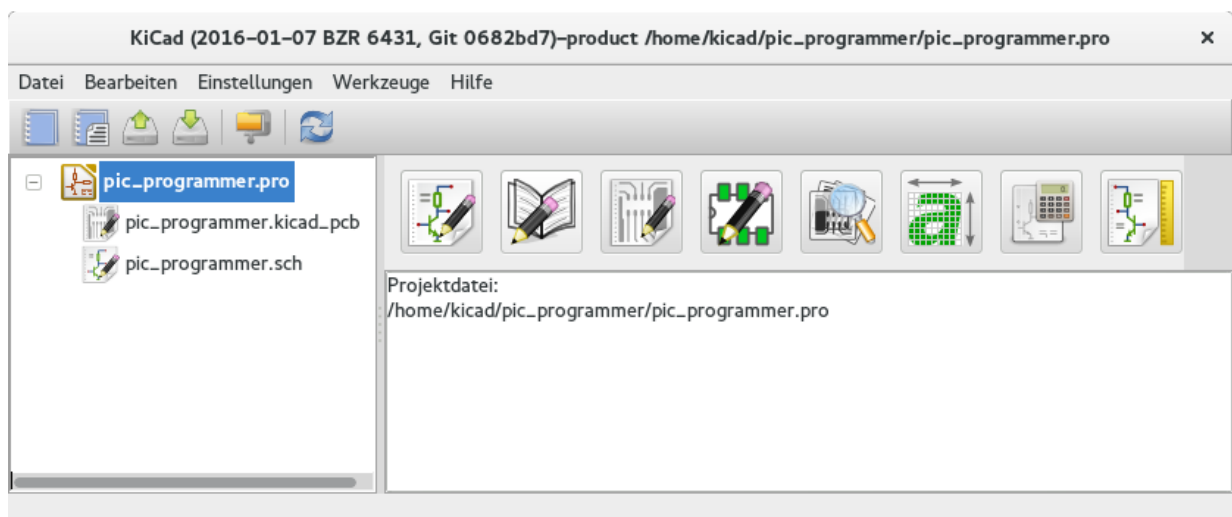 KiCad (2016-01-07 BZR 6431, Git 0682bd7)-product /home/kicad/pic_programmer/pic_programmer.pro
Datei Bearbeiten Einstellungen Werkzeuge Hilfe
pic_programmer.pro
pic_programmer.kicad_pcb
pic_programmer.sch
Projektdatei:
/home/kicad/pic_programmer/pic_programmer.pro